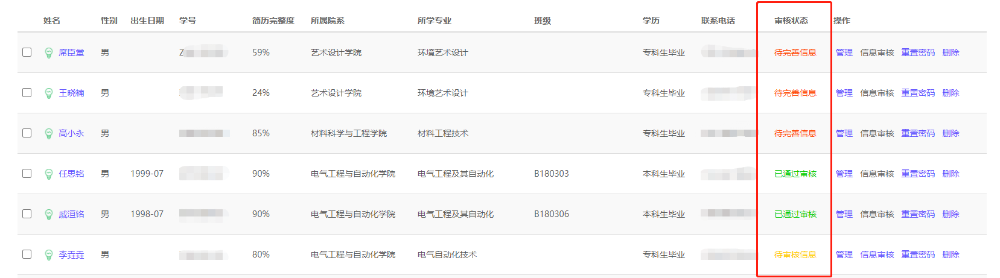 姓名 性别 出生日期 学号 简历完整度 所属院系 所学专业 班级 学历 联系电话 审核状态 操作
席臣堂 男 Z 59% 艺术设计学院 环境艺术设计 专科生毕业 待完善信息 管理 信息审核 重置密码 删除
王晓楠 男 24% 艺术设计学院 环境艺术设计 专科生毕业 待完善信息 管理 信息审核 重置密码 删除
高小永 男 85% 材料科学与工程学院 材料工程技术 专科生毕业 待完善信息 管理 信息审核 重置密码 删除
任思铭 男 1999-07 90% 电气工程与自动化学院 电气工程及其自动化 B180303 本科生毕业 已通过审核 管理 信息审核 重置密码 删除
戚洹铭 男 1998-07 90% 电气工程与自动化学院 电气工程及其自动化 B180306 本科生毕业 已通过审核 管理 信息审核 重置密码 删除
李垚垚 男 80% 电气工程与自动化学院 电气自动化技术 专科生毕业 待审核信息 管理 信息审核 重置密码 删除